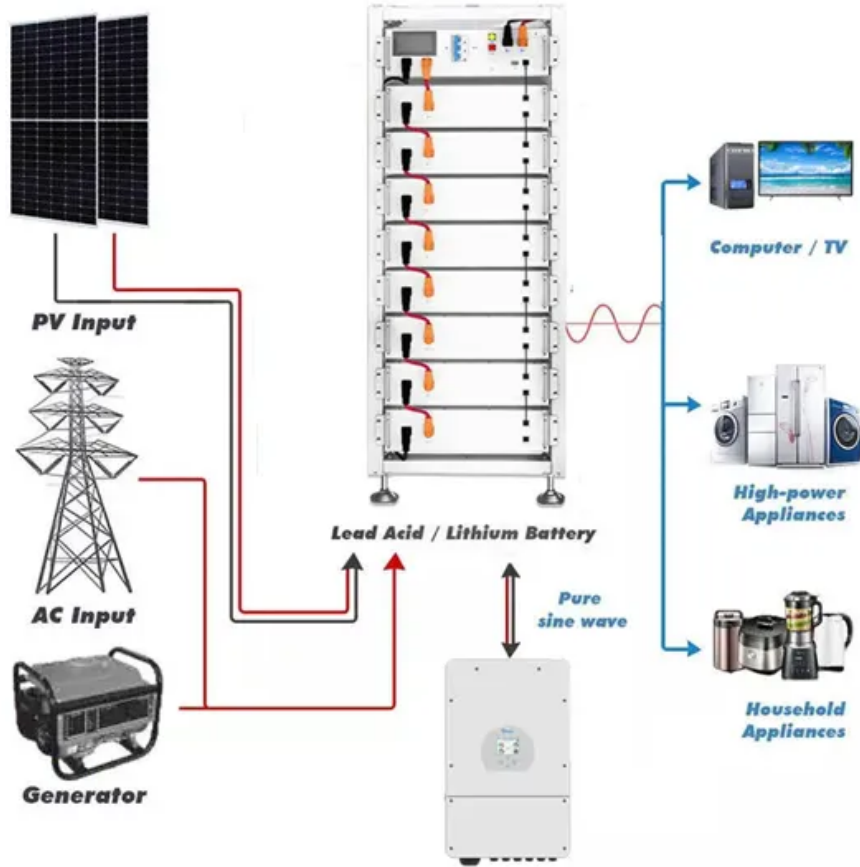 PV Input
AC Input
Generator
Lead Acid / Lithium Battery
Pure
sine wave
Computer / TV
High-power
Appliances
Household
Appliances